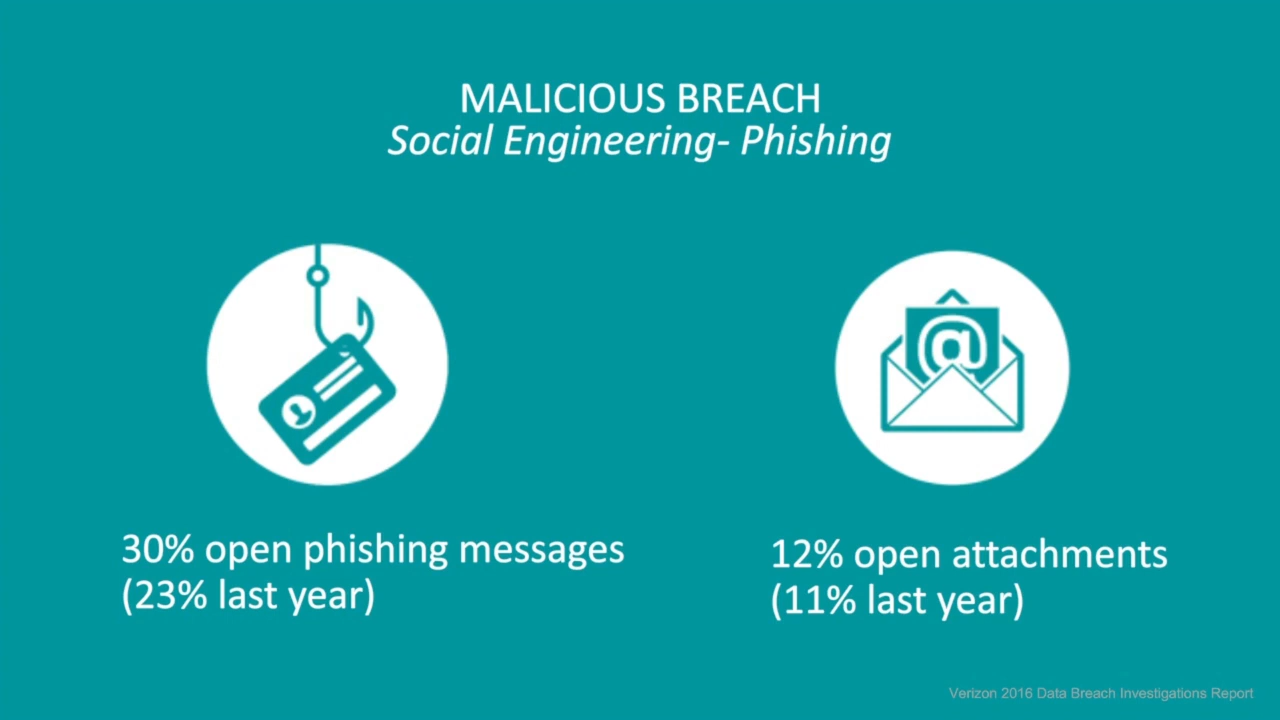 MALICIOUS BREACH
Social Engineering- Phishing
@
30% open phishing messages
(23% last year)
12% open attachments
(11% last year)
Verizon 2016 Data Breach Investigations Report